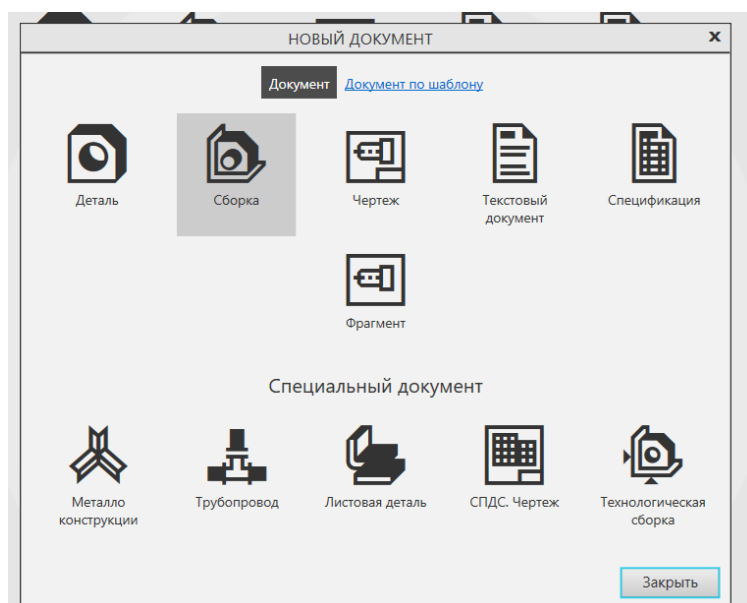 НОВЫЙ ДОКУМЕНТ x
Документ Документ по шаблону
Деталь Сборка Чертеж Текстовый документ Спецификация
Фрагмент
Специальный документ
Металло конструкции Трубопровод Листовая деталь СПДС. Чертеж Технологическая сборка
Закрыть